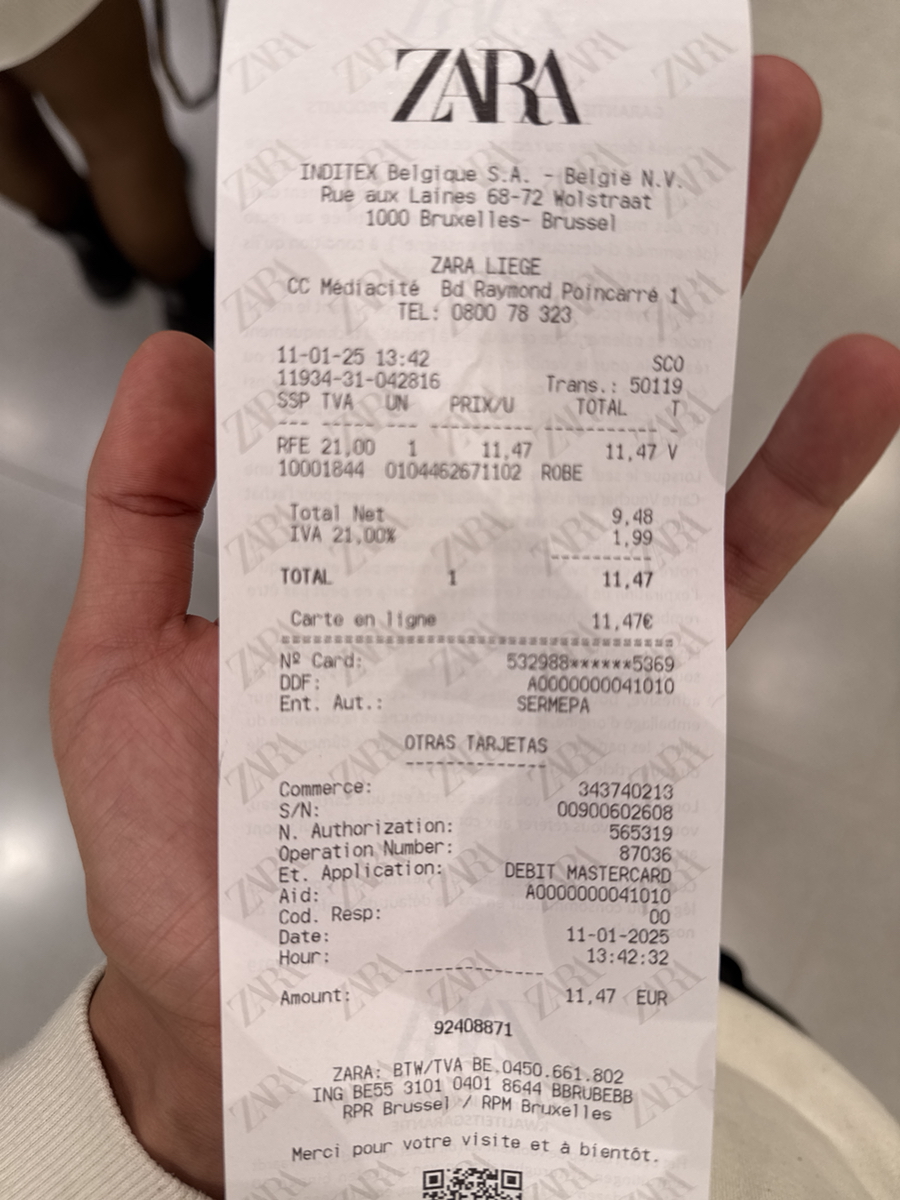 ZARA
INDITEX Belgique S.A. - België N.V.
Rue aux Laines 68-72 Wolstraat
1000 Bruxelles- Brussel
ZARA LIEGE
CC Médiacité Bd Raymond Poincarré 1
TEL: 0800 78 323
11-01-25 13:42 SCO
11934-31-042816 Trans.: 50119
SSP TVA UN PRIX/U TOTAL T
RFE 21,00 1 11,47 11,47 V
10001844 0104462671102 ROBE
Total Net 9,48
IVA 21,00% 1,99
TOTAL 1 11,47
Carte en ligne 11,47€
Nº Card: 532988******5369
DDF: A0000000041010
Ent. Aut.: SERMEPA
OTRAS TARJETAS
Commerce: 343740213
S/N: 00900602608
N. Authorization: 565319
Operation Number: 87036
Et. Application: DEBIT MASTERCARD
Aid: A0000000041010
Cod. Resp: 00
Date: 11-01-2025
Hour: 13:42:32
Amount: 11,47 EUR
92408871
ZARA: BTW/TVA BE.0450.661.802
ING BE55 3101 0401 8644 BBRUBEBB
RPR Brussel / RPM Bruxelles
Merci pour votre visite et à bientôt.